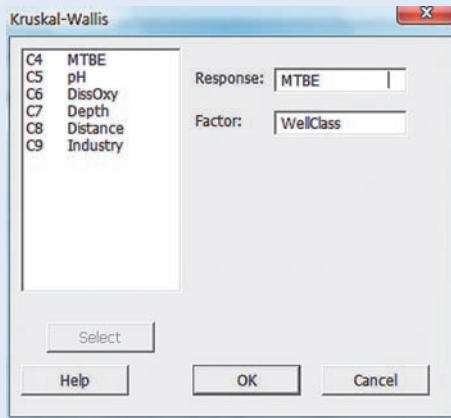 Kruskal-Wallis
X
C4 MTBE
C5 pH
C6 DissOxy
C7 Depth
C8 Distance
C9 Industry
Response: MTBE
Factor: WellClass
Select
Help OK Cancel